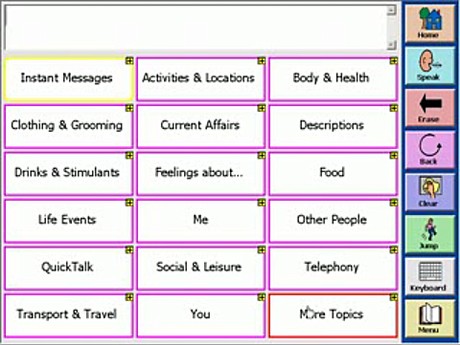 Instant Messages
Activities & Locations
Body & Health
Clothing & Grooming
Current Affairs
Descriptions
Drinks & Stimulants
Feelings about...
Food
Life Events
Me
Other People
QuickTalk
Social & Leisure
Telephony
Transport & Travel
You
More Topics
Home
Speak
Erase
Back
Clear
Jump
Keyboard
Menu